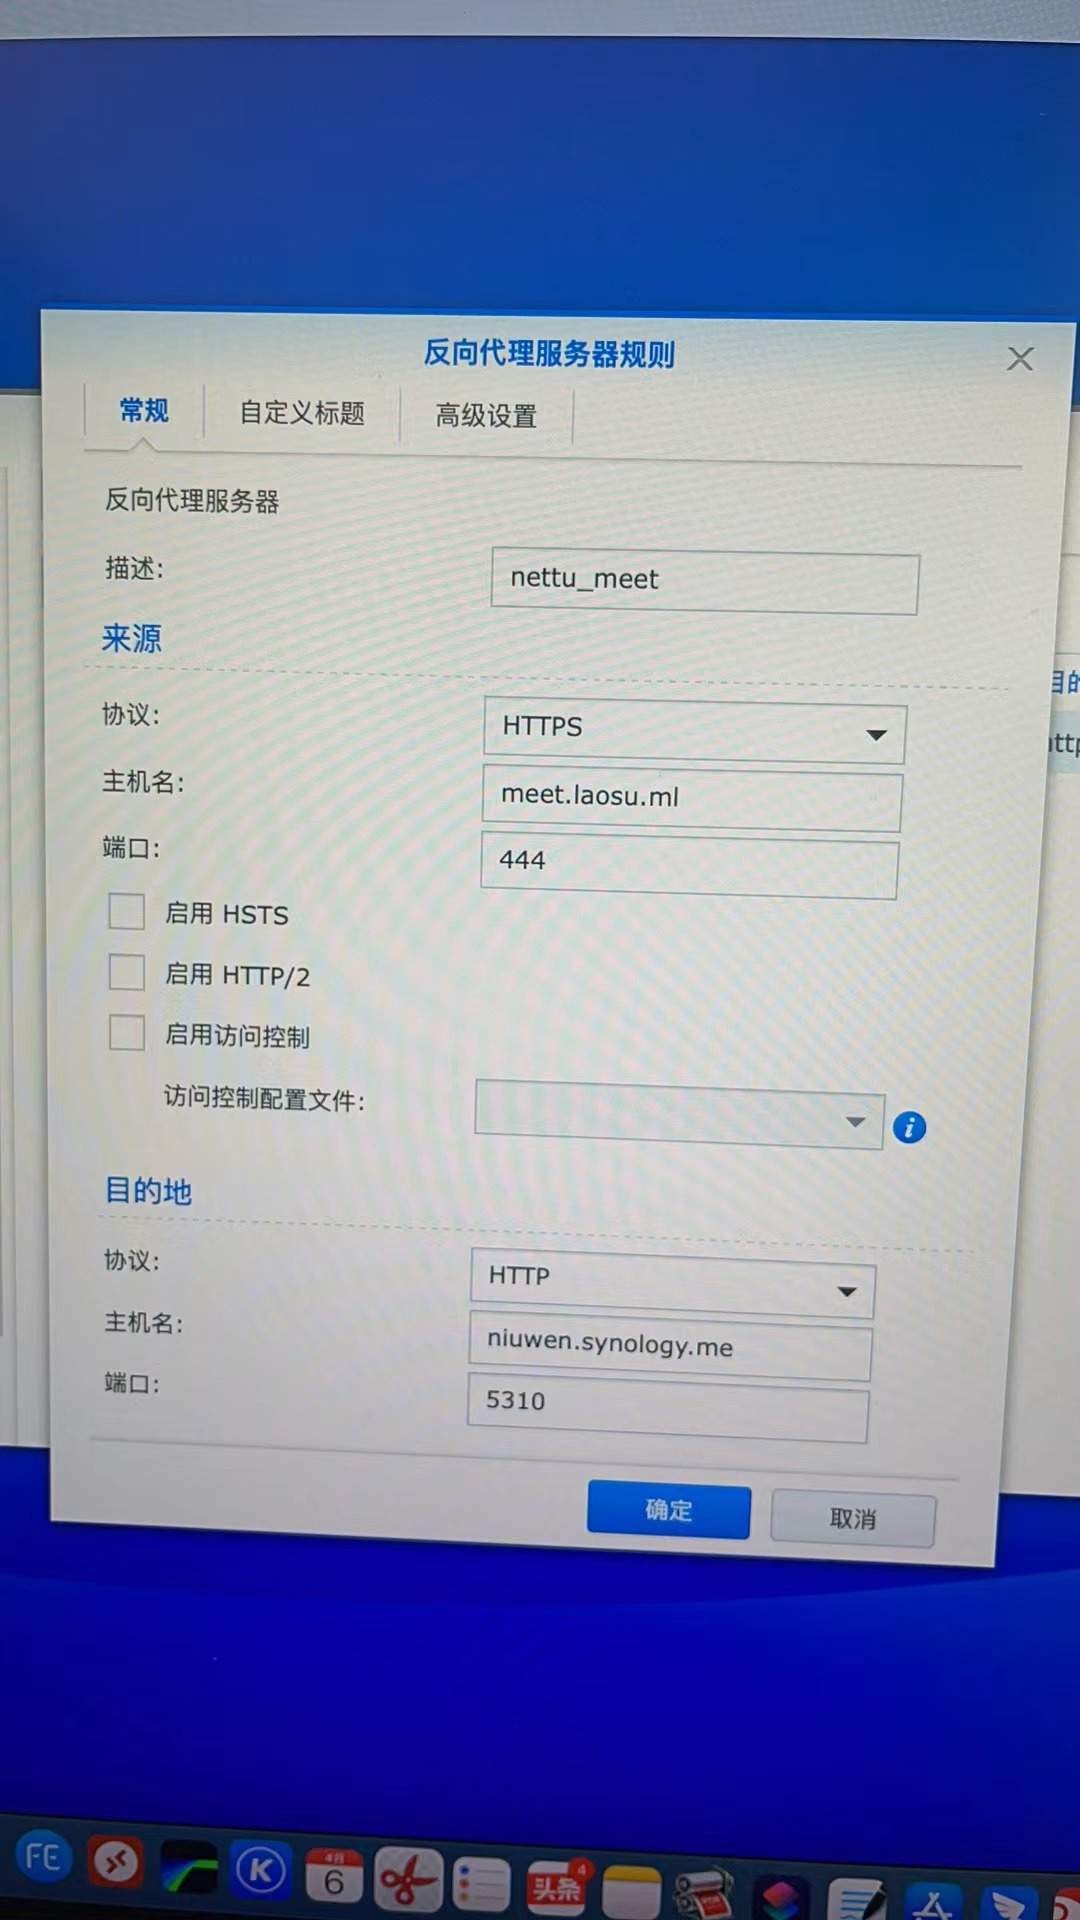 反向代理服务器规则
常规
自定义标题
高级设置
反向代理服务器
描述:
nettu_meet
来源
协议:
HTTPS
主机名:
meet.laosu.ml
端口:
444
启用 HSTS
启用 HTTP/2
启用访问控制
访问控制配置文件:
i
目的地
协议:
HTTP
主机名:
niuwen.synology.me
端口:
5310
确定
取消
FE
K
4月
6
头条
4